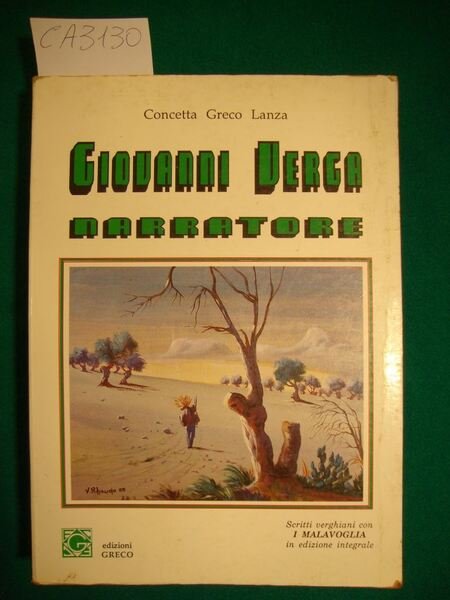 CA3130
Concetta Greco Lanza
GIOVANNI VERGA
NARRATORE
Scritti verghiani con
I MALAVOGLIA
in edizione integrale
edizioni
GRECO